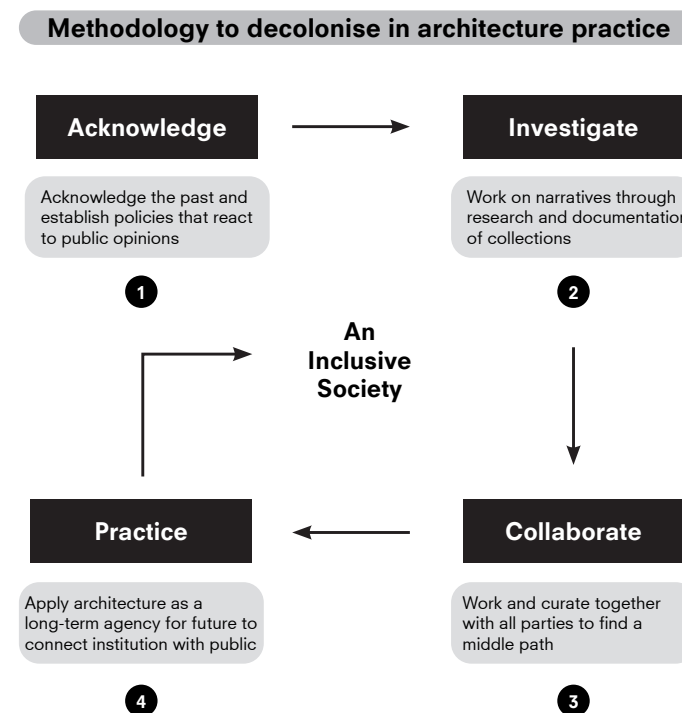 Methodology to decolonise in architecture practice
Acknowledge
Acknowledge the past and
establish policies that react
to public opinions
1
Investigate
Work on narratives through
research and documentation
of collections
2
An
Inclusive
Society
Practice
Apply architecture as a
long-term agency for future to
connect institution with public
4
Collaborate
Work and curate together
with all parties to find a
middle path
3